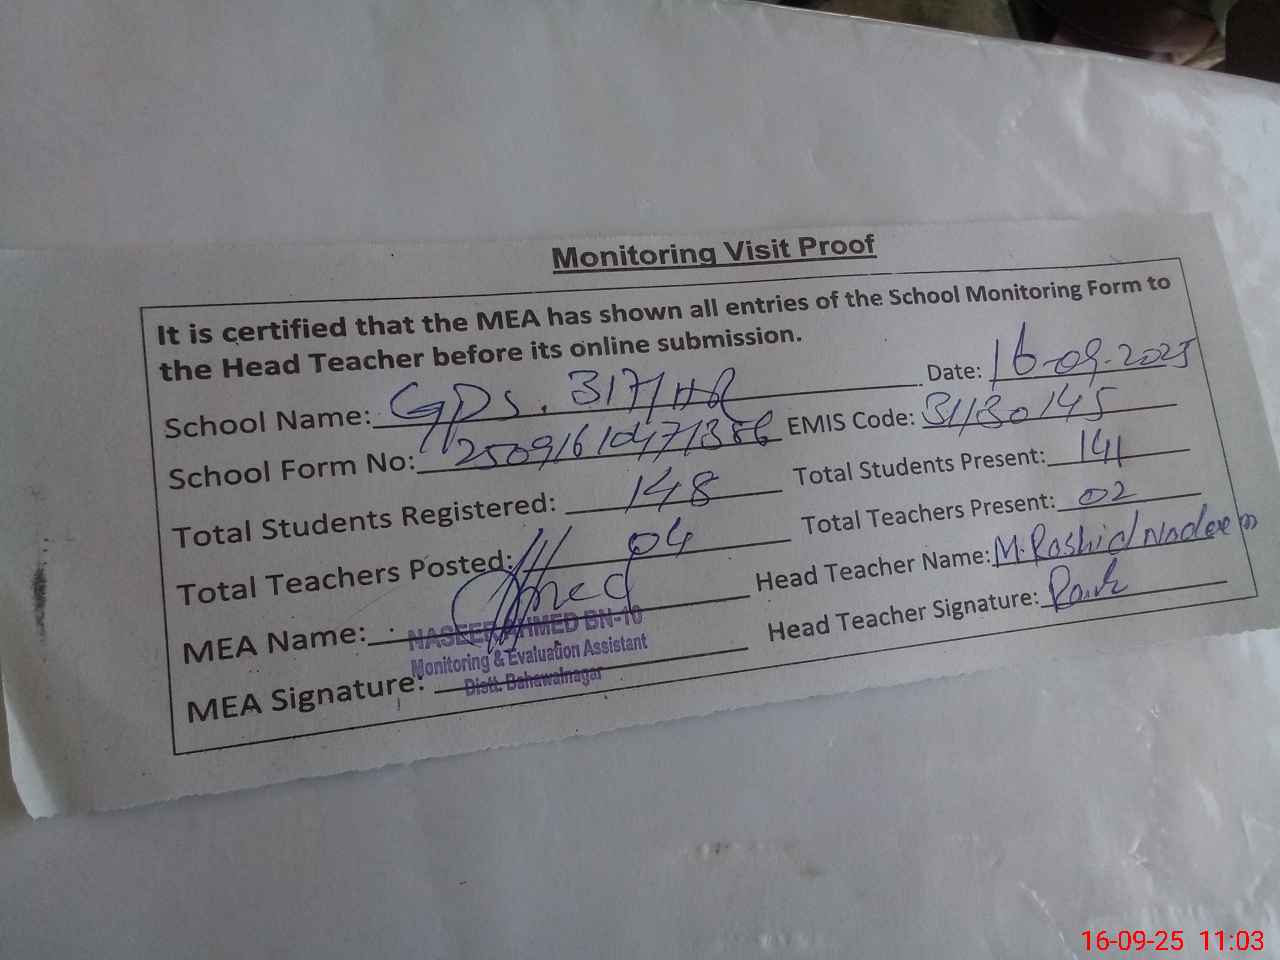 Monitoring Visit Proof
It is certified that the MEA has shown all entries of the School Monitoring Form to
the Head Teacher before its online submission.
School Name: GPS. 317/HR Date: 16-09-2025
School Form No: EMIS Code: 31130145
Total Students Registered: 148 Total Students Present: 141
Total Teachers Posted: 04 Total Teachers Present: 02
MEA Name: Head Teacher Name: M. Rashid Nadeem
NASEER AHMED BN-10
Monitoring & Evaluation Assistant
Distt. Bahawalnagar
MEA Signature: Head Teacher Signature:
16-09-25 11:03